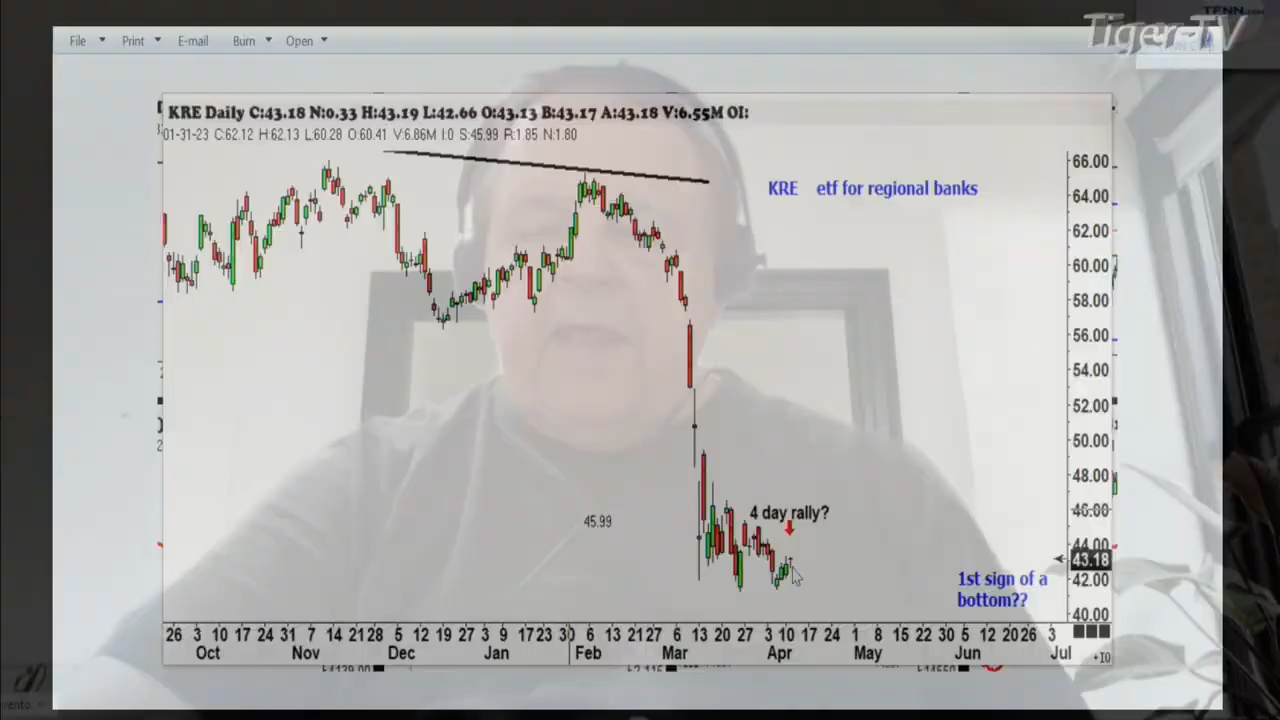 TENN.com
Tiger TV
File Print E-mail Burn Open
KRE Daily C:43.18 N:0.33 H:43.19 L:42.66 O:43.13 B:43.17 A:43.18 V:6.55M OI:
01-31-23 C:62.12 H:62.13 L:60.28 O:60.41 V:6.86M I:0 S:45.99 R:1.85 N:1.80
66.00
KRE etf for regional banks
64.00
62.00
60.00
58.00
56.00
54.00
52.00
50.00
48.00
46.00
4 day rally?
45.99
44.00
43.18
42.00
1st sign of a
bottom??
40.00
26 3 10 17 24 31 7 14 21 28 5 12 19 27 3 9 17 23 30 6 13 21 27 6 13 20 27 3 10 17 24 1 8 15 22 30 5 12 20 26 3
Oct Nov Dec Jan Feb Mar Apr May Jun Jul +10